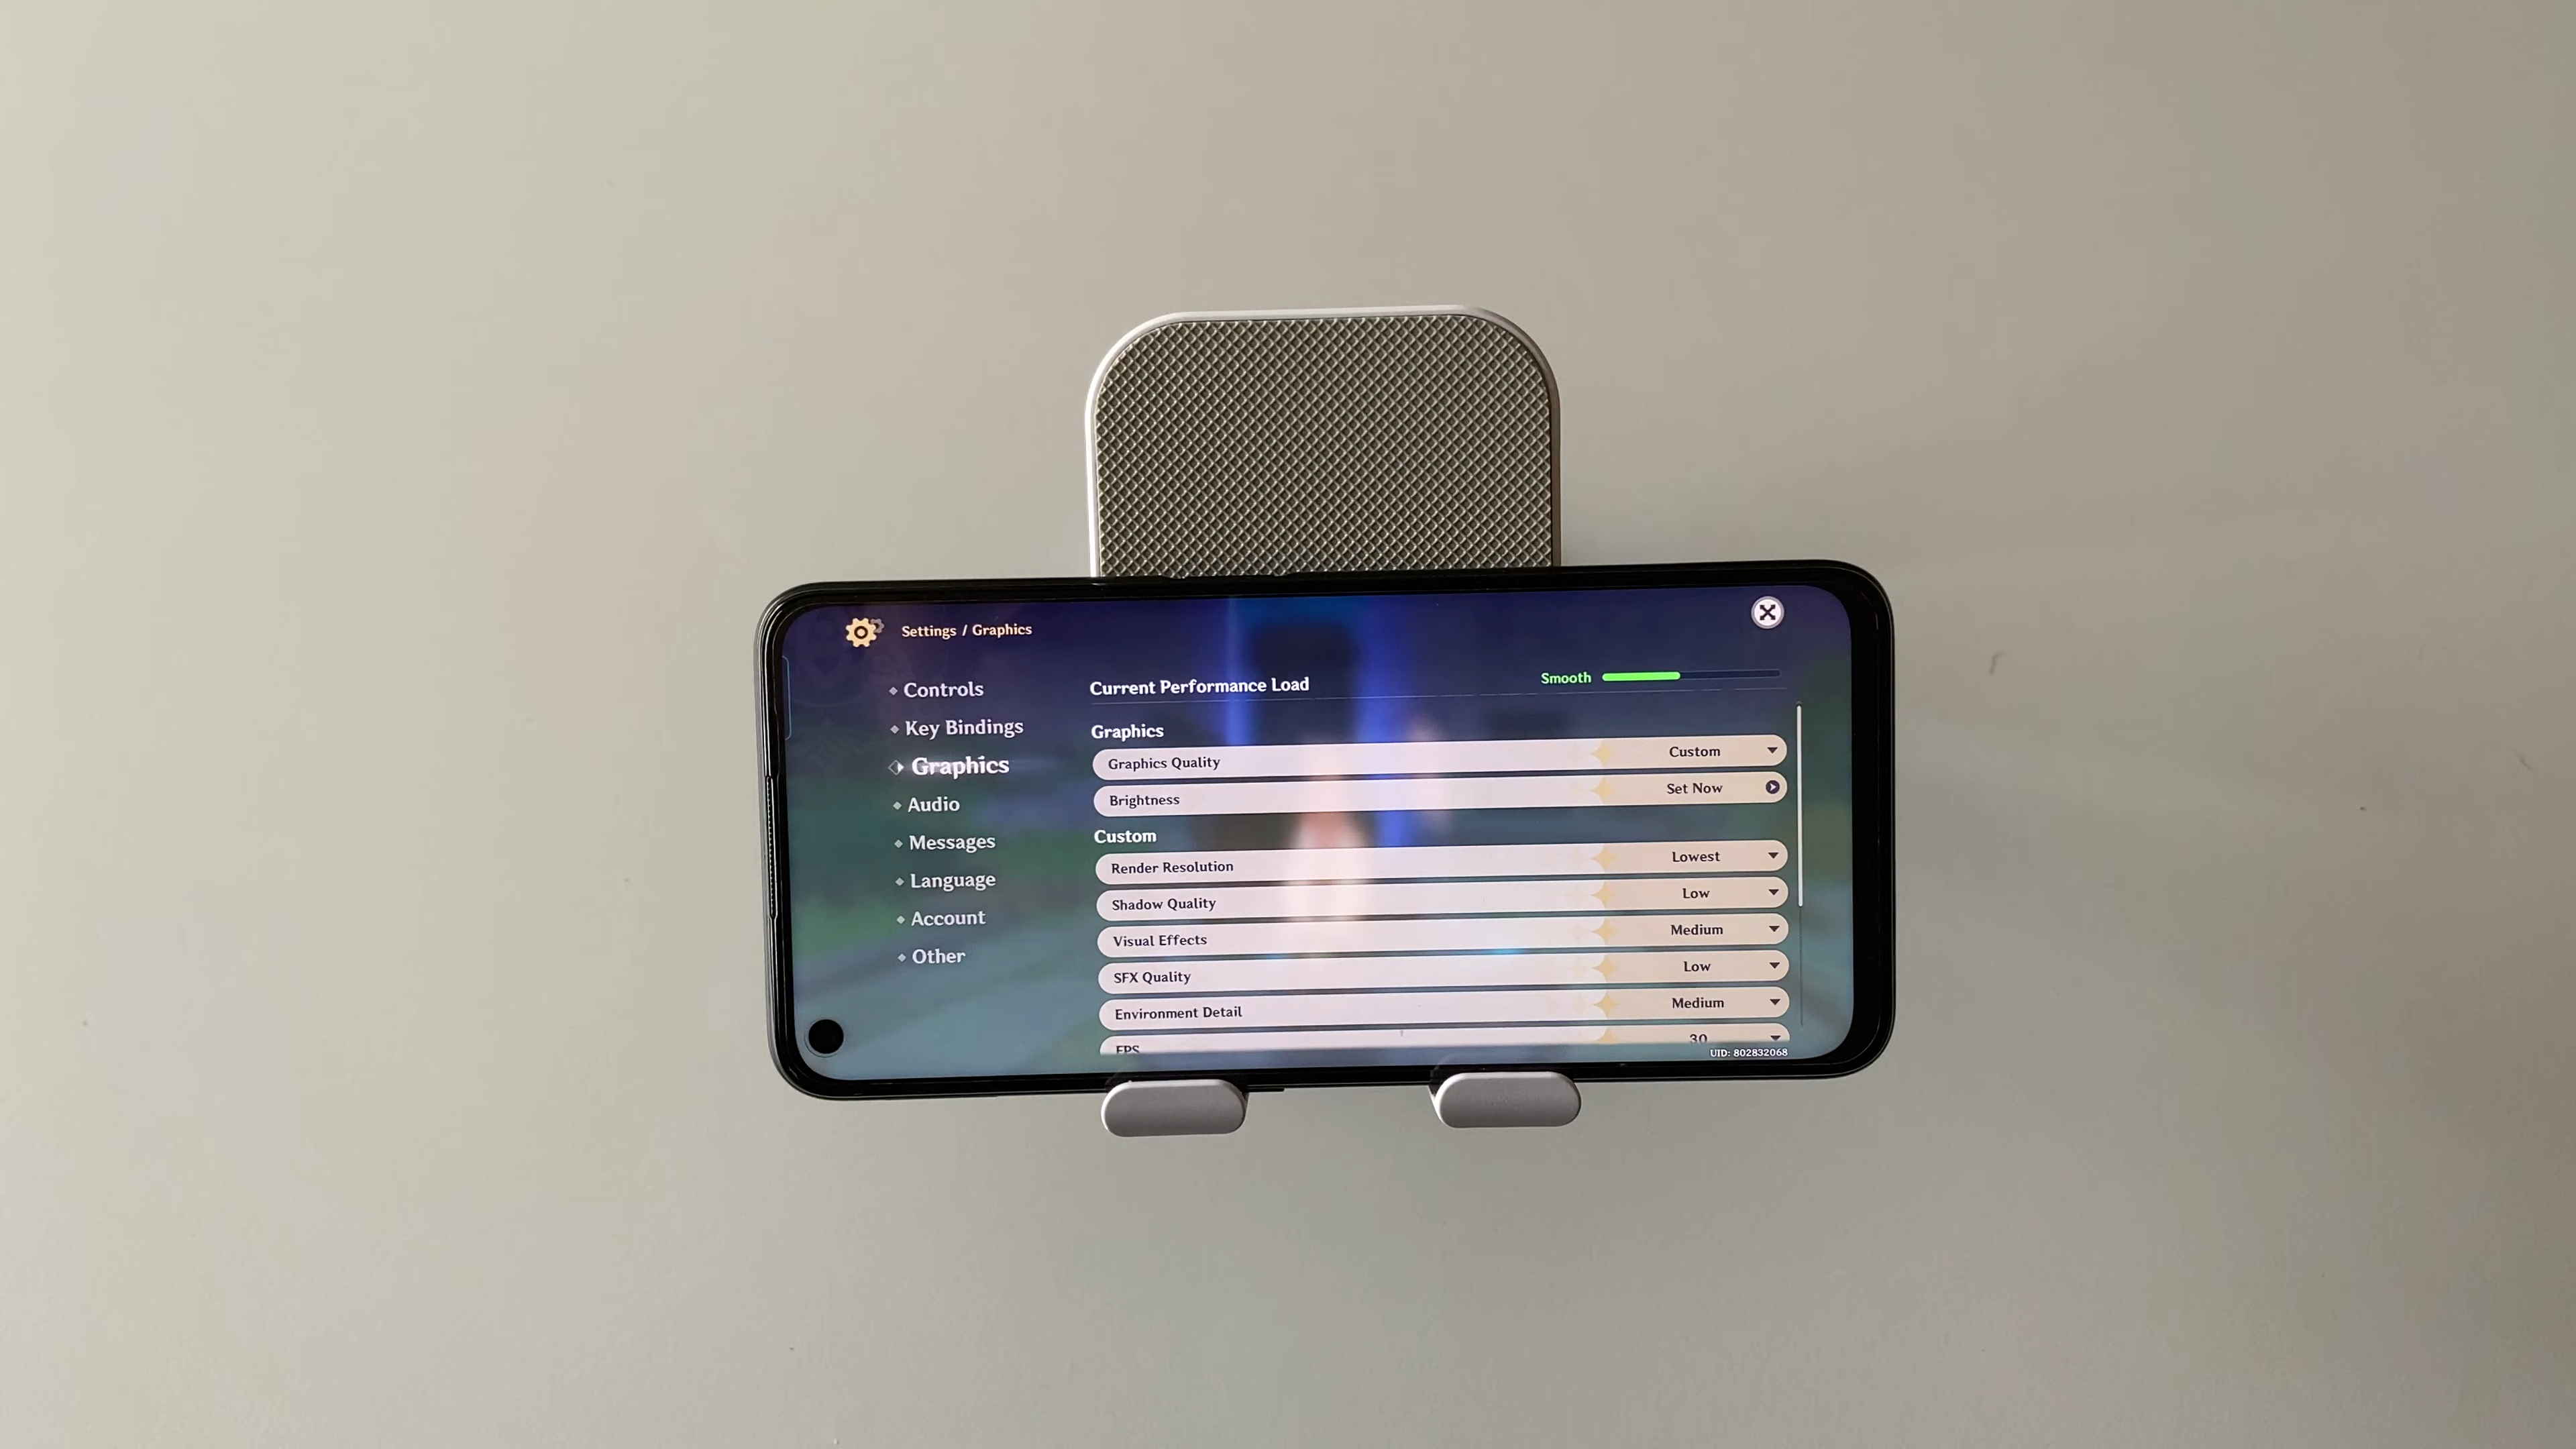 Settings / Graphics
Controls
Key Bindings
Graphics
Audio
Messages
Language
Account
Other
Current Performance Load
Smooth
Graphics
Graphics Quality Custom
Brightness Set Now
Custom
Render Resolution Lowest
Shadow Quality Low
Visual Effects Medium
SFX Quality Low
Environment Detail Medium
FPS 30
UID: 802832068